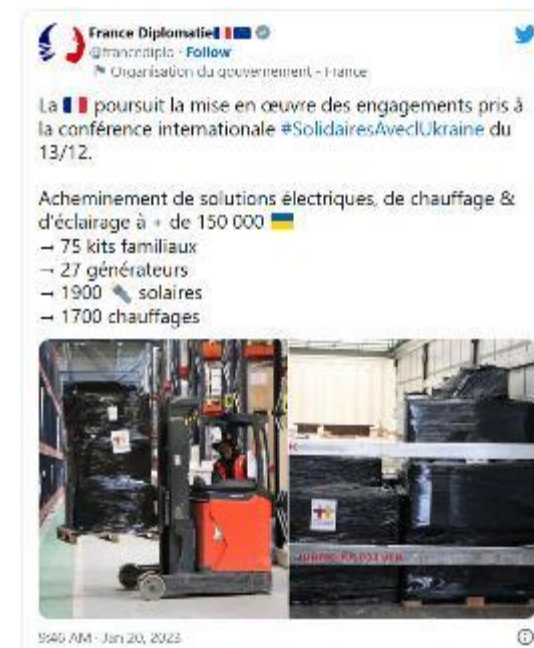 France Diplomatie🇫🇷🇪🇺
@francediplo · Follow
Organisation du gouvernement - France
La 🇫🇷 poursuit la mise en œuvre des engagements pris à
la conférence internationale #SolidairesAveclUkraine du
13/12.
Acheminement de solutions électriques, de chauffage &
d'éclairage à + de 150 000 🇺🇦
→ 75 kits familiaux
→ 27 générateurs
→ 1900 🔦 solaires
→ 1700 chauffages
9:46 AM · Jan 20, 2023